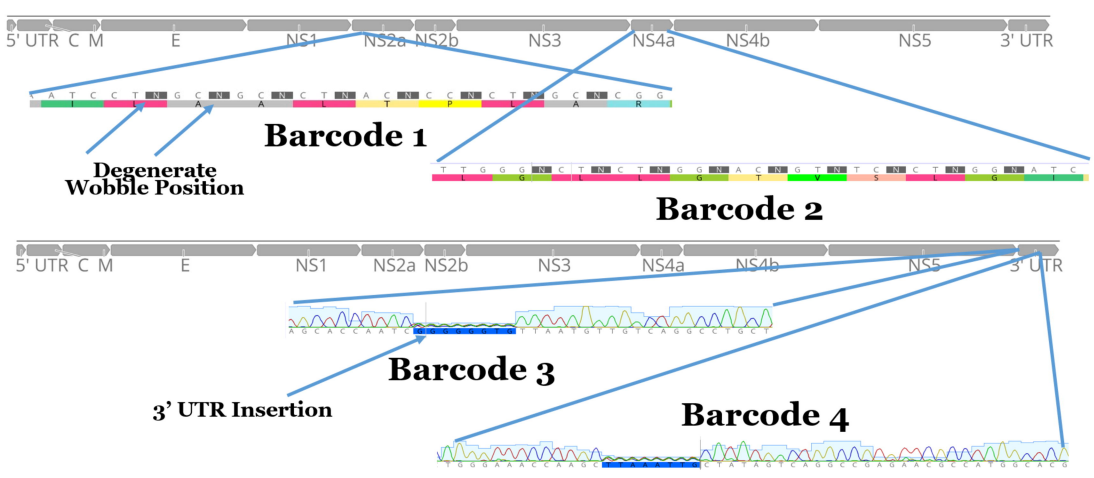 5' UTR C M E NS1 NS2a NS2b NS3 NS4a NS4b NS5 3' UTR
A A T C C T N G C N G C N C T N A C N C C N C T N G C N C G G
I L A A L T P L A R
Barcode 1
Degenerate
Wobble Position
T T G G G N C T N C T N G G N A C N G T N T C N C T N G G N A T C
L G L L G T V S L G I
Barcode 2
5' UTR C M E NS1 NS2a NS2b NS3 NS4a NS4b NS5 3' UTR
A G C A C C A A T C G G G G G G T G T T A A T G T T G T C A G G C C T G C T
Barcode 3
3’ UTR Insertion
Barcode 4
T G G G A A A C C A A G C T T A A A T T G C T A T A G T C A G G C C G A G A A C G C C A T G G C A C G